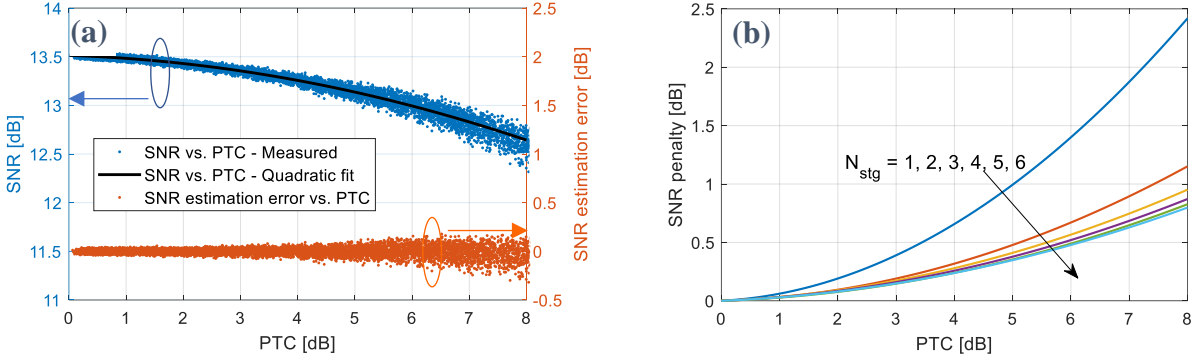 (a)
14
13.5
13
12.5
12
11.5
11
SNR [dB]
2.5
2
1.5
1
0.5
0
-0.5
SNR estimation error [dB]
SNR vs. PTC - Measured
SNR vs. PTC - Quadratic fit
SNR estimation error vs. PTC
0 1 2 3 4 5 6 7 8
PTC [dB]
(b)
2.5
2
1.5
1
0.5
0
SNR penalty [dB]
N_stg = 1, 2, 3, 4, 5, 6
0 1 2 3 4 5 6 7 8
PTC [dB]